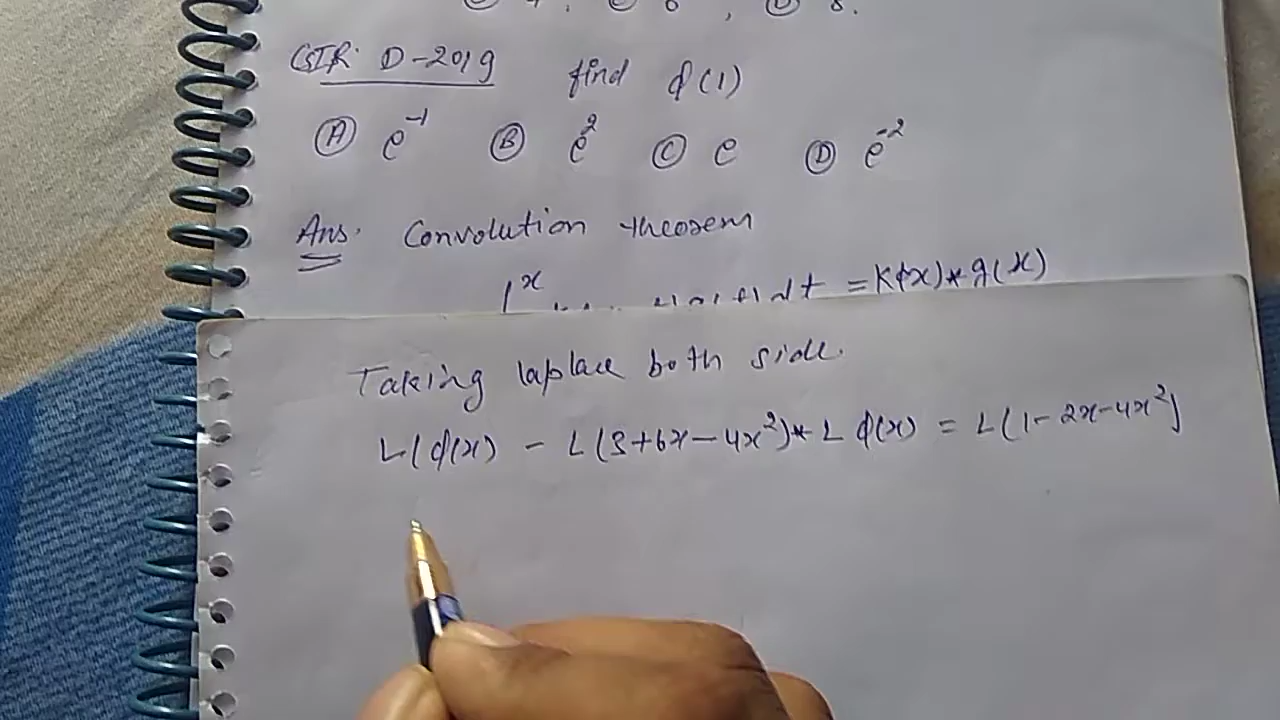 CSIR D-2019 find φ(1)
Ⓐ e⁻¹ Ⓑ e² Ⓒ e Ⓓ e⁻²
Ans. Convolution theorem
∫ˣ dt = K(x)*g(x)
Taking laplace both side.
L(φ(x) - L(3+6x-4x²)*L φ(x) = L(1-2x-4x²)